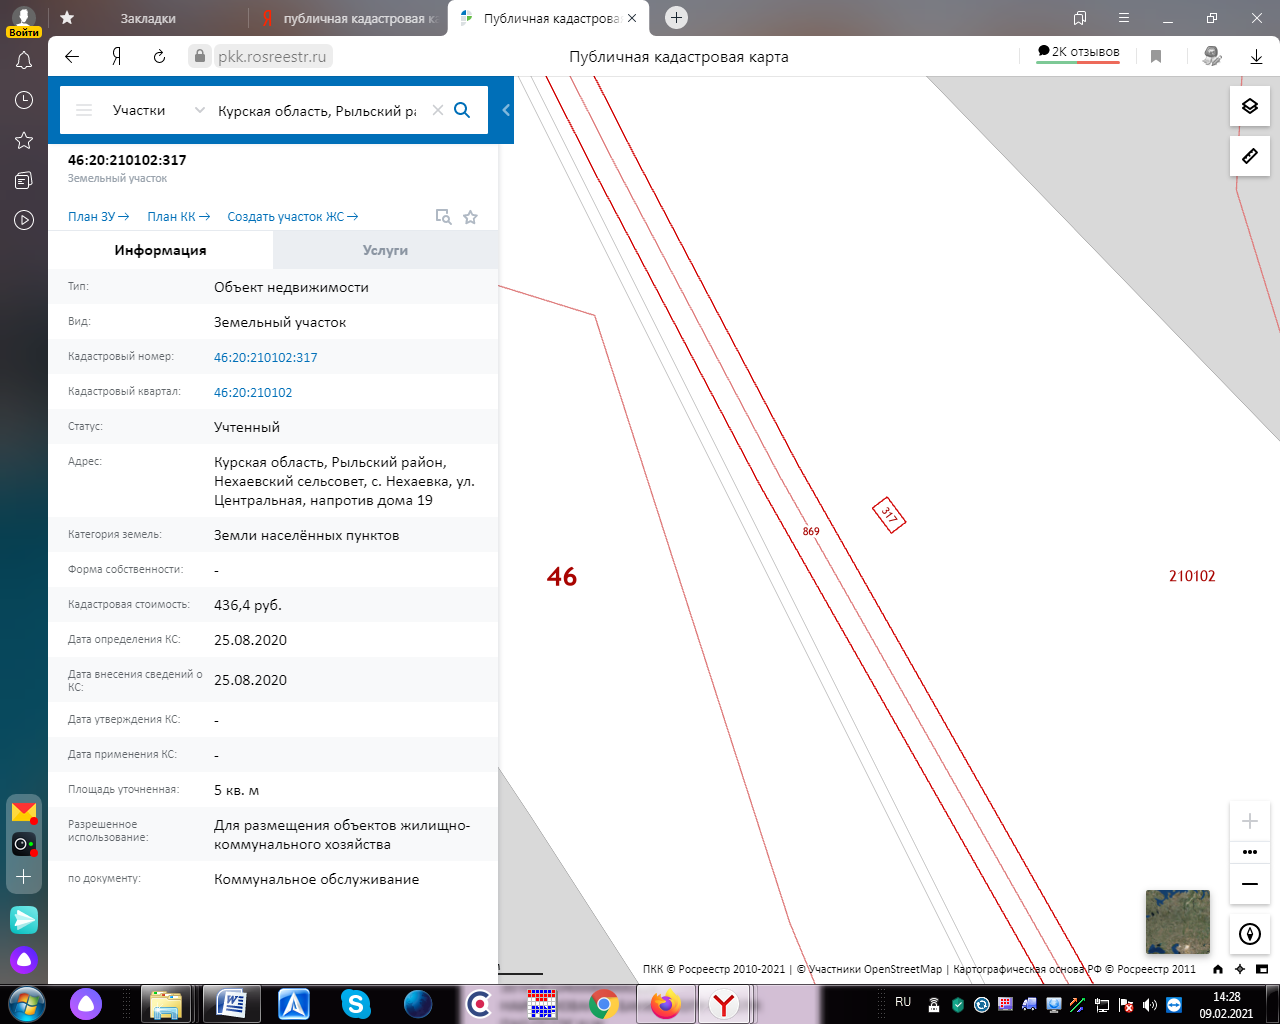 Войти
Закладки
публичная кадастровая ка
Публичная кадастрова
pkk.rosreestr.ru
Публичная кадастровая карта
2К отзывов
Участки
Курская область, Рыльский ра
46:20:210102:317
Земельный участок
План ЗУ →
План КК →
Создать участок ЖС →
Информация
Услуги
Тип:
Объект недвижимости
Вид:
Земельный участок
Кадастровый номер:
46:20:210102:317
Кадастровый квартал:
46:20:210102
Статус:
Учтенный
Адрес:
Курская область, Рыльский район,
Нехаевский сельсовет, с. Нехаевка, ул.
Центральная, напротив дома 19
Категория земель:
Земли населённых пунктов
Форма собственности:
-
Кадастровая стоимость:
436,4 руб.
Дата определения КС:
25.08.2020
Дата внесения сведений о
КС:
25.08.2020
Дата утверждения КС:
-
Дата применения КС:
-
Площадь уточненная:
5 кв. м
Разрешенное
использование:
Для размещения объектов жилищно-
коммунального хозяйства
по документу:
Коммунальное обслуживание
317
869
46
210102
ПКК © Росреестр 2010-2021 | © Участники OpenStreetMap | Картографическая основа РФ © Росреестр 2011
RU
14:28
09.02.2021